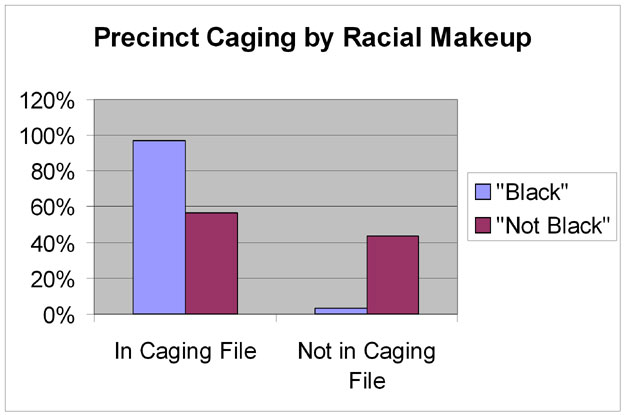 Precinct Caging by Racial Makeup
120%
100%
80%
60%
40%
20%
0%
In Caging File
Not in Caging
File
"Black"
"Not Black"